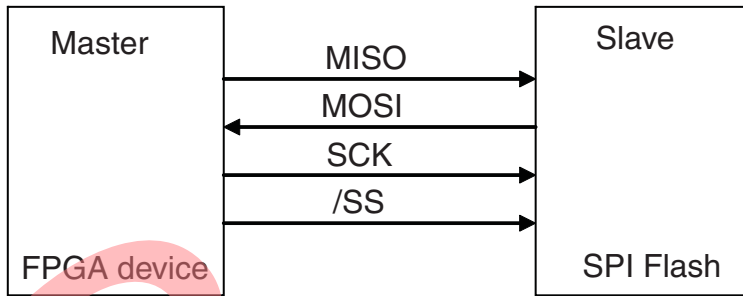 Master
Slave
MISO
MOSI
SCK
/SS
FPGA device
SPI Flash